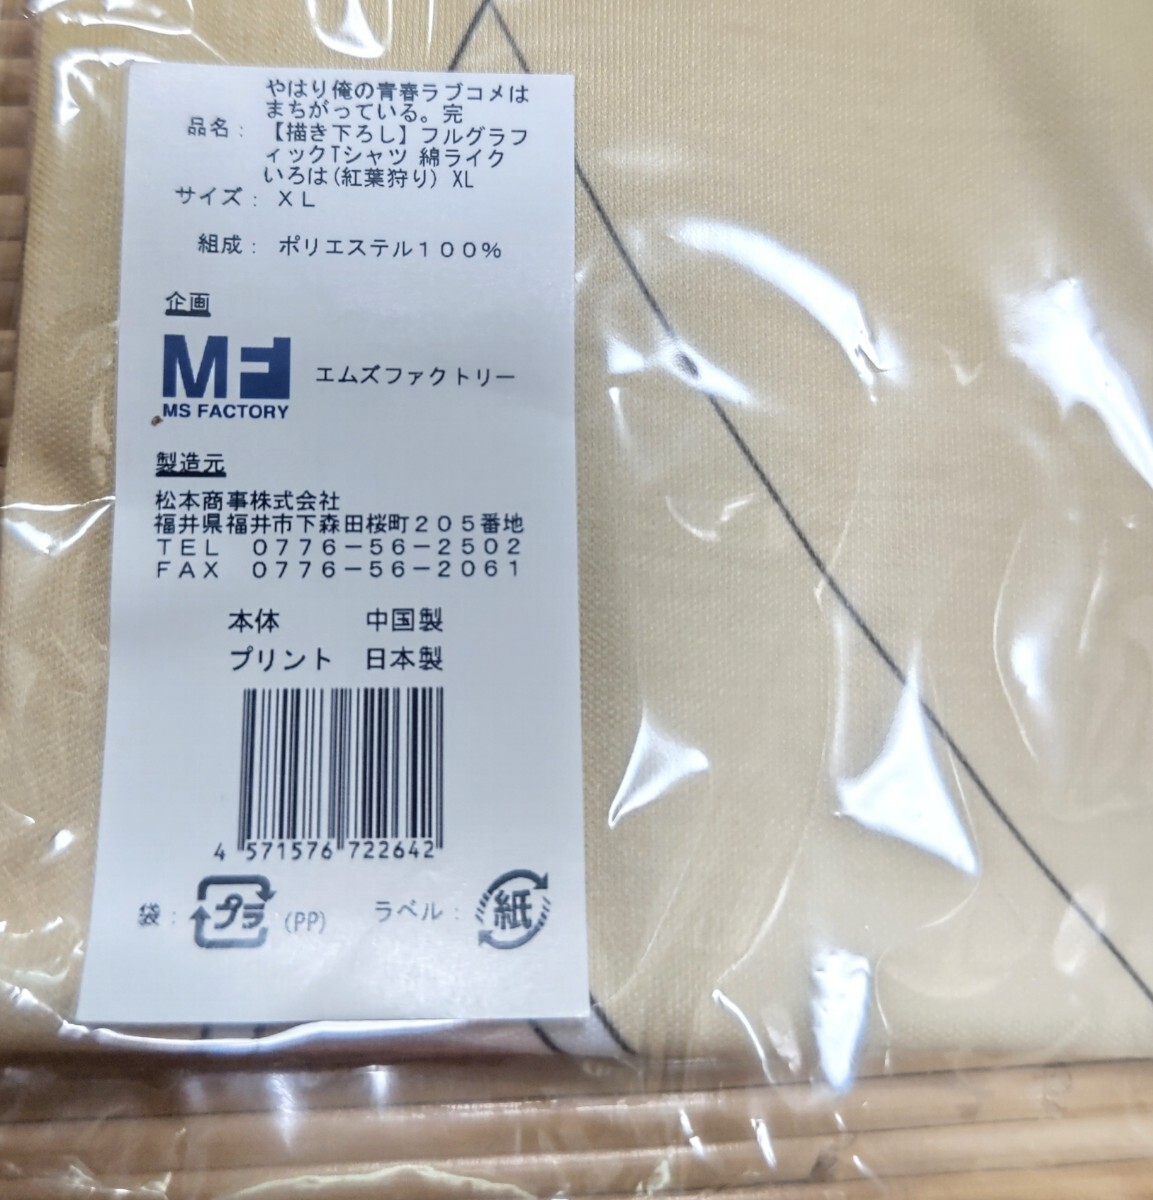 やはり俺の青春ラブコメは
まちがっている。完
品名：【描き下ろし】フルグラフ
ィックTシャツ 綿ライク
いろは(紅葉狩り) XL
サイズ：ＸＬ
組成：ポリエステル１００％
企画
MF
MS FACTORY
エムズファクトリー
製造元
松本商事株式会社
福井県福井市下森田桜町２０５番地
ＴＥＬ　０７７６－５６－２５０２
ＦＡＸ　０７７６－５６－２０６１
本体　中国製
プリント　日本製
4 571576 722642
袋：プラ (PP)　ラベル：紙